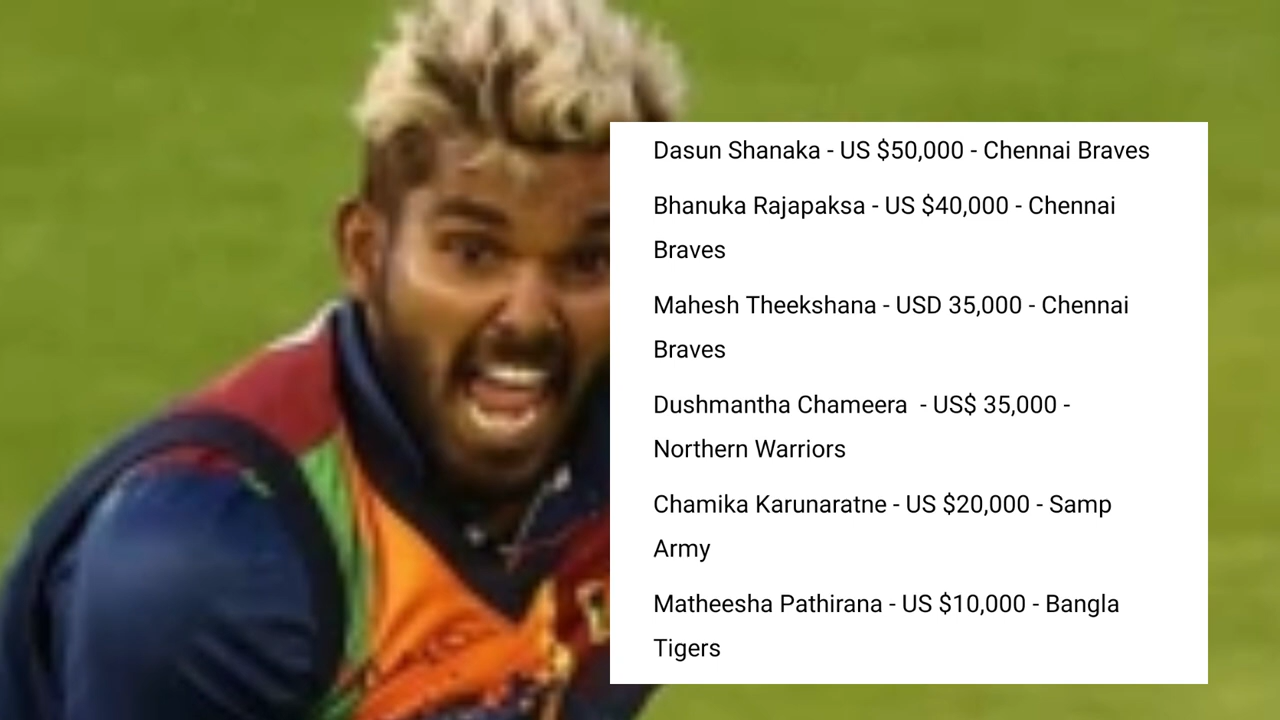 Dasun Shanaka - US $50,000 - Chennai Braves
Bhanuka Rajapaksa - US $40,000 - Chennai
Braves
Mahesh Theekshana - USD 35,000 - Chennai
Braves
Dushmantha Chameera  - US$ 35,000 -
Northern Warriors
Chamika Karunaratne - US $20,000 - Samp
Army
Matheesha Pathirana - US $10,000 - Bangla
Tigers